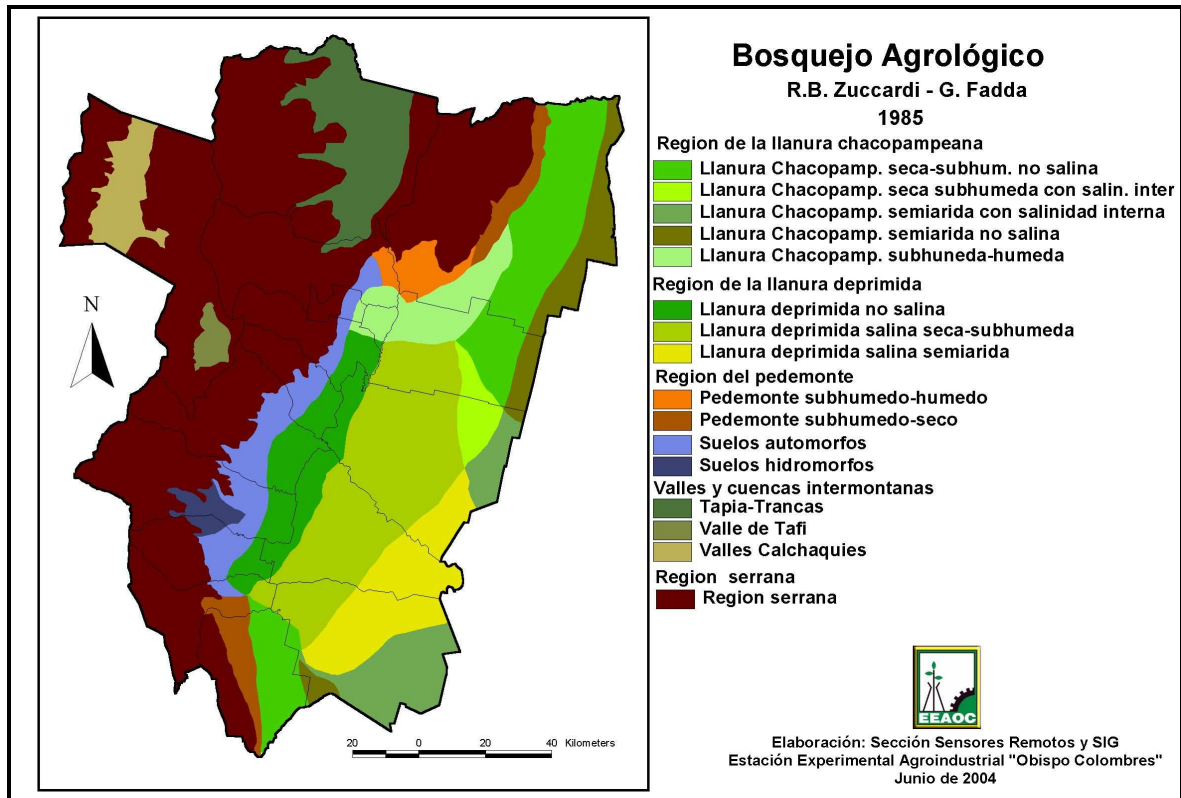 Bosquejo Agrológico
R.B. Zuccardi - G. Fadda
1985
Region de la llanura chacopampeana
Llanura Chacopamp. seca-subhum. no salina
Llanura Chacopamp. seca subhumeda con salin. inter
Llanura Chacopamp. semiarida con salinidad interna
Llanura Chacopamp. semiarida no salina
Llanura Chacopamp. subhuneda-humeda
Region de la llanura deprimida
Llanura deprimida no salina
Llanura deprimida salina seca-subhumeda
Llanura deprimida salina semiarida
Region del pedemonte
Pedemonte subhumedo-humedo
Pedemonte subhumedo-seco
Suelos automorfos
Suelos hidromorfos
Valles y cuencas intermontanas
Tapia-Trancas
Valle de Tafi
Valles Calchaquies
Region serrana
Region serrana
N
20 0 20 40 Kilometers
EEAOC
Elaboración: Sección Sensores Remotos y SIG
Estación Experimental Agroindustrial "Obispo Colombres"
Junio de 2004